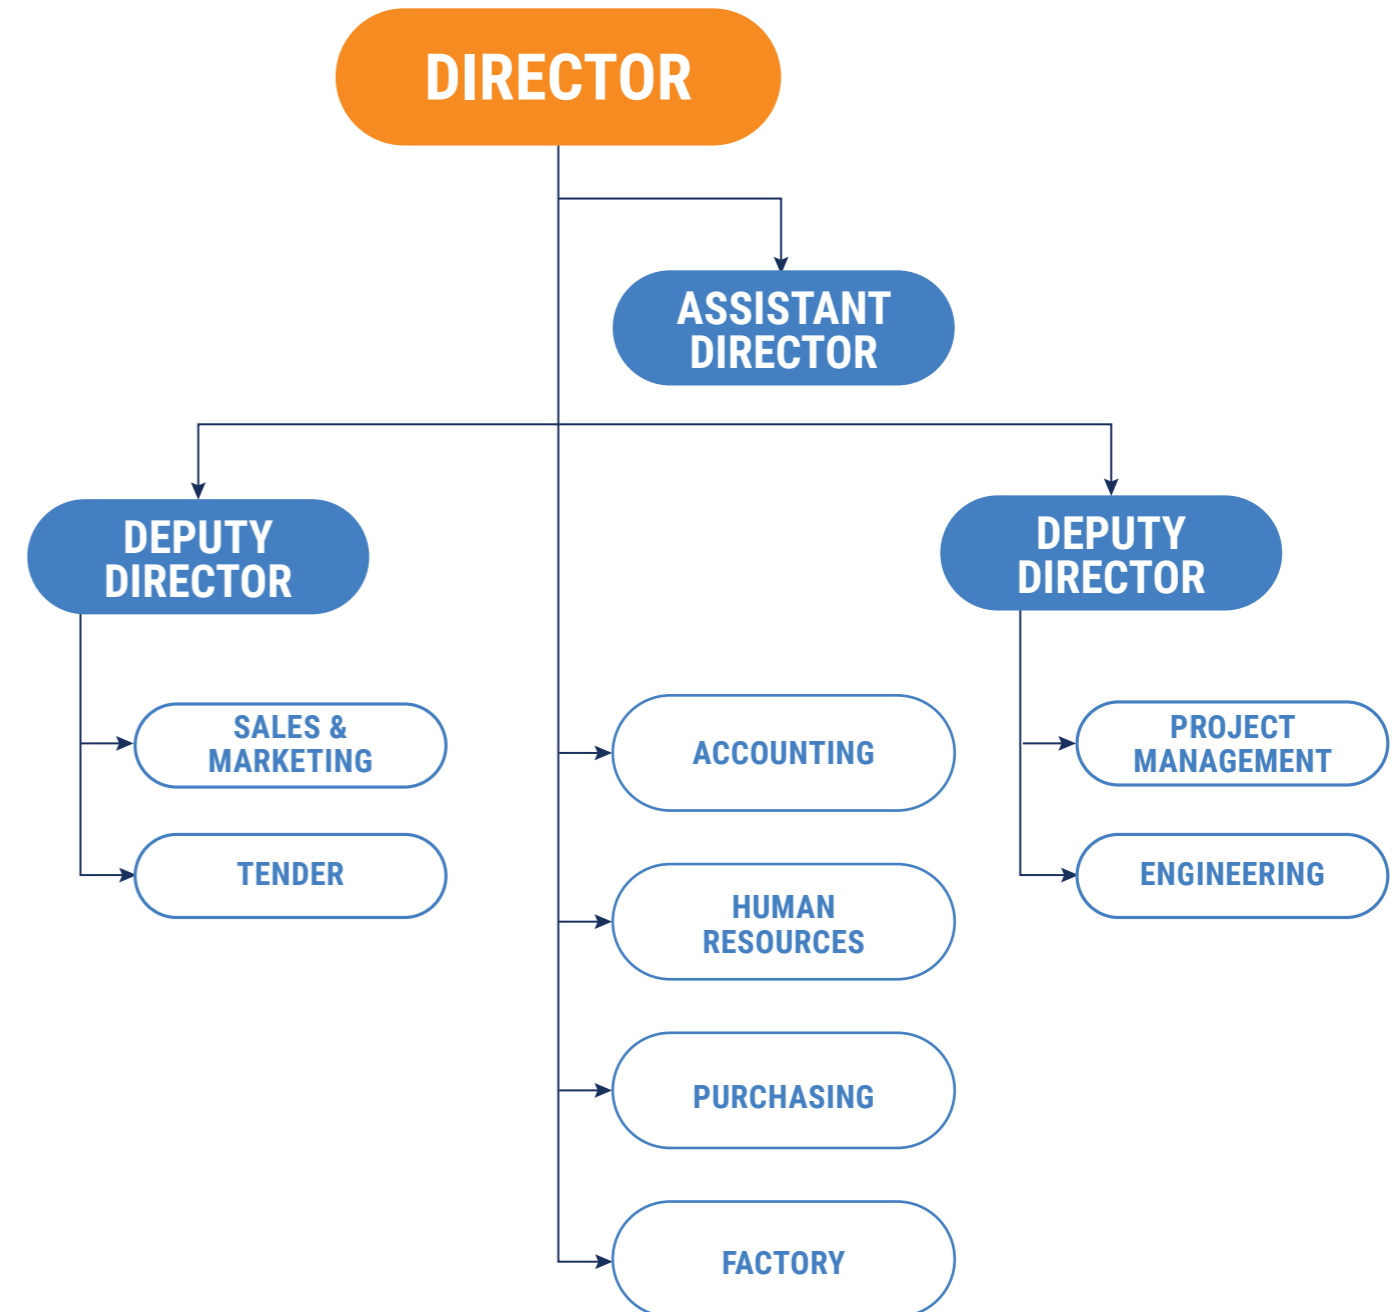 DIRECTOR
ASSISTANT
DIRECTOR
DEPUTY
DIRECTOR
DEPUTY
DIRECTOR
SALES &
MARKETING
TENDER
ACCOUNTING
HUMAN
RESOURCES
PURCHASING
FACTORY
PROJECT
MANAGEMENT
ENGINEERING